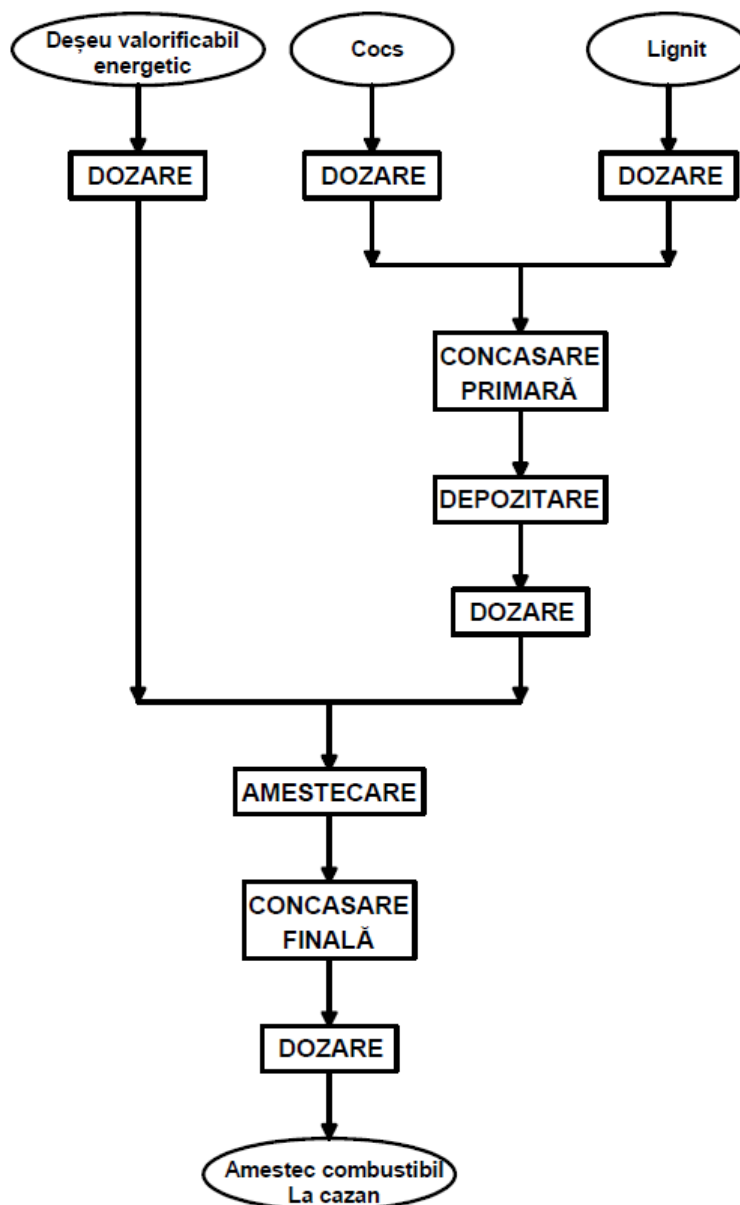 Deșeu valorificabil
energetic
Cocs
Lignit
DOZARE
DOZARE
DOZARE
CONCASARE
PRIMARĂ
DEPOZITARE
DOZARE
AMESTECARE
CONCASARE
FINALĂ
DOZARE
Amestec combustibil
La cazan